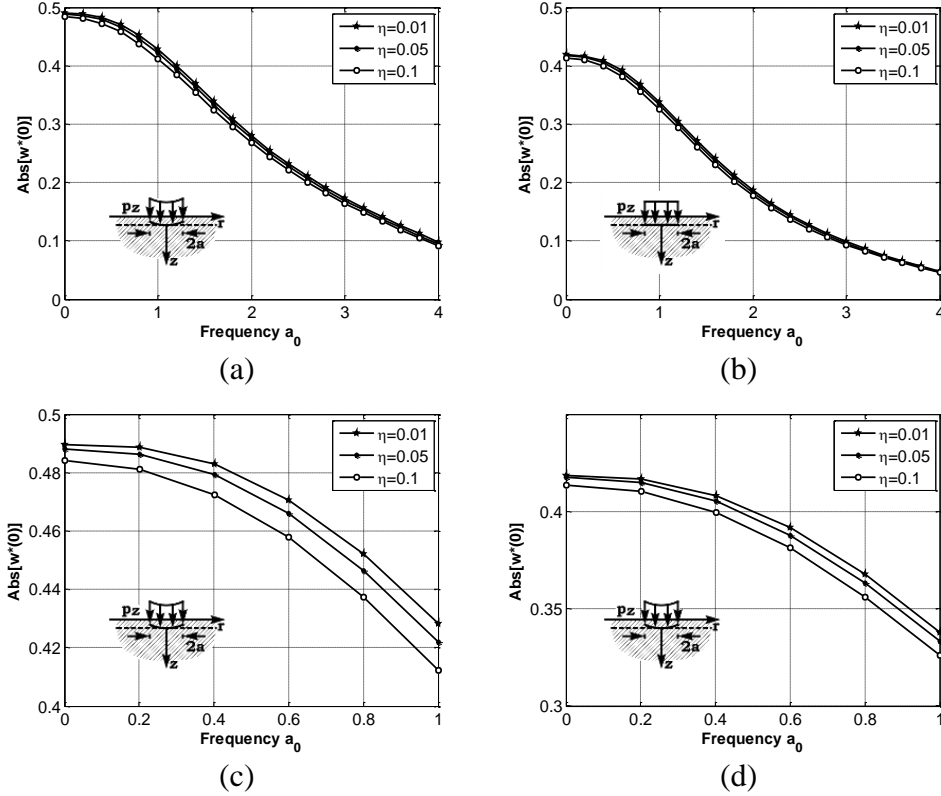 0.5
0.4
0.3
0.2
0.1
0
Abs[w*(0)]
η=0.01
η=0.05
η=0.1
pz
r
2a
z
0 1 2 3 4
Frequency a0
(a)
0.5
0.4
0.3
0.2
0.1
0
Abs[w*(0)]
η=0.01
η=0.05
η=0.1
pz
r
2a
z
0 1 2 3 4
Frequency a0
(b)
0.5
0.48
0.46
0.44
0.42
0.4
Abs[w*(0)]
η=0.01
η=0.05
η=0.1
pz
r
2a
z
0 0.2 0.4 0.6 0.8 1
Frequency a0
(c)
0.4
0.35
0.3
Abs[w*(0)]
η=0.01
η=0.05
η=0.1
pz
r
2a
z
0 0.2 0.4 0.6 0.8 1
Frequency a0
(d)